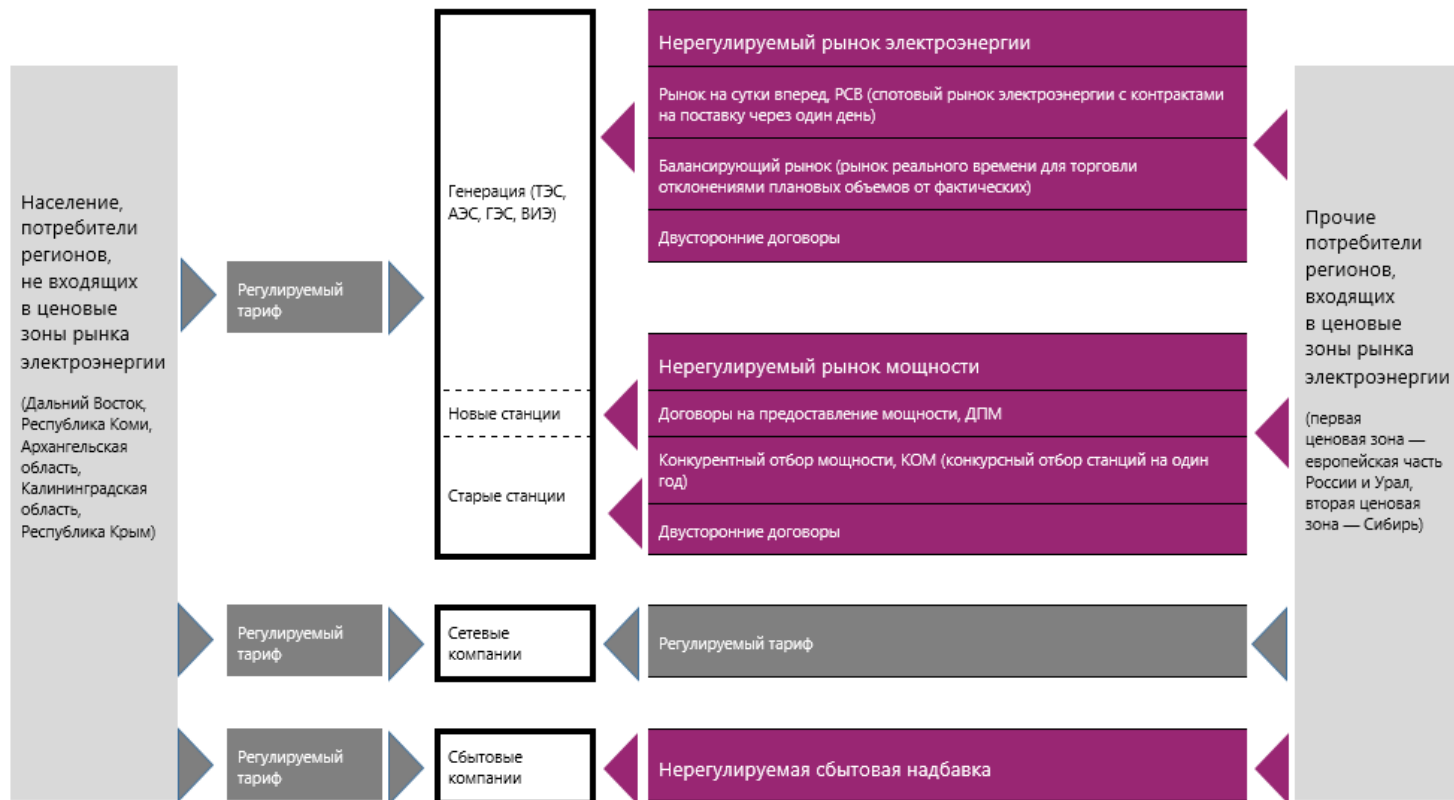 Население,
потребители
регионов,
не входящих
в ценовые
зоны рынка
электроэнергии
(Дальний Восток,
Республика Коми,
Архангельская
область,
Калининградская
область,
Республика Крым)
Регулируемый
тариф
Генерация (ТЭС,
АЭС, ГЭС, ВИЭ)
Новые станции
Старые станции
Нерегулируемый рынок электроэнергии
Рынок на сутки вперед, РСВ (спотовый рынок электроэнергии с контрактами
на поставку через один день)
Балансирующий рынок (рынок реального времени для торговли
отклонениями плановых объемов от фактических)
Двусторонние договоры
Нерегулируемый рынок мощности
Договоры на предоставление мощности, ДПМ
Конкурентный отбор мощности, КОМ (конкурсный отбор станций на один
год)
Двусторонние договоры
Прочие
потребители
регионов,
входящих
в ценовые
зоны рынка
электроэнергии
(первая
ценовая зона —
европейская часть
России и Урал,
вторая ценовая
зона — Сибирь)
Регулируемый
тариф
Сетевые
компании
Регулируемый тариф
Регулируемый
тариф
Сбытовые
компании
Нерегулируемая сбытовая надбавка